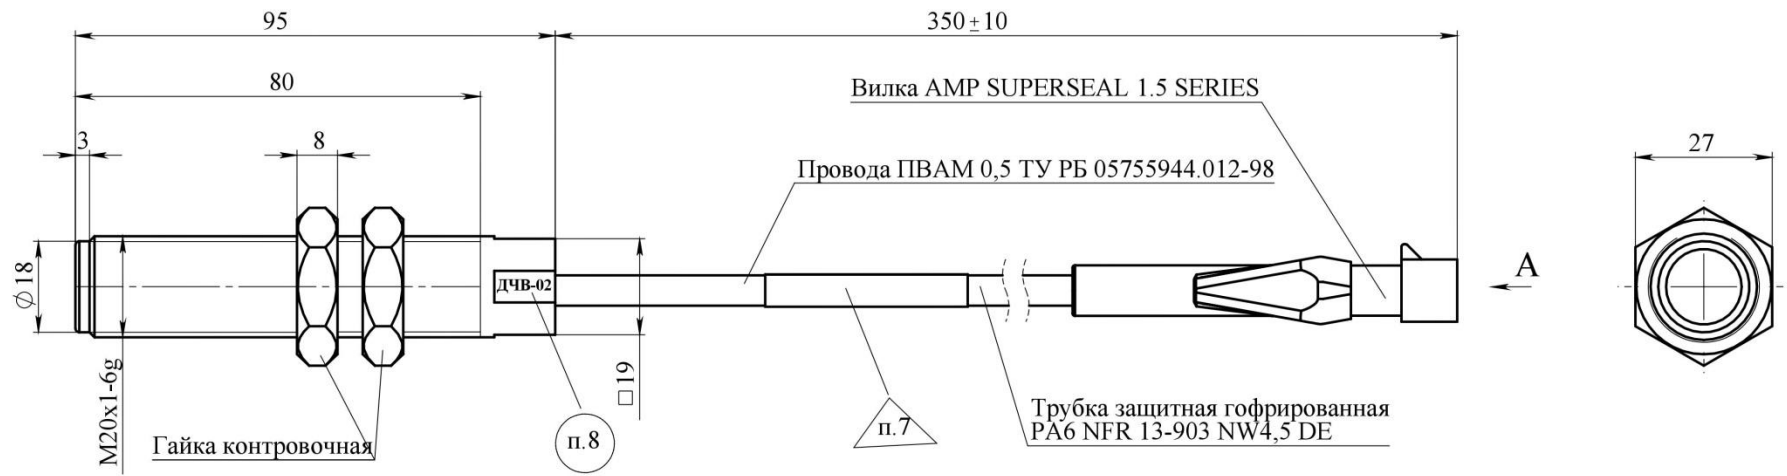 95
350±10
80
Вилка AMP SUPERSEAL 1.5 SERIES
3
8
27
Провода ПВАМ 0,5 ТУ РБ 05755944.012-98
А
⌀18
ДЧВ-02
□19
М20х1-6g
Гайка контровочная
п.8
п.7
Трубка защитная гофрированная
PA6 NFR 13-903 NW4,5 DE